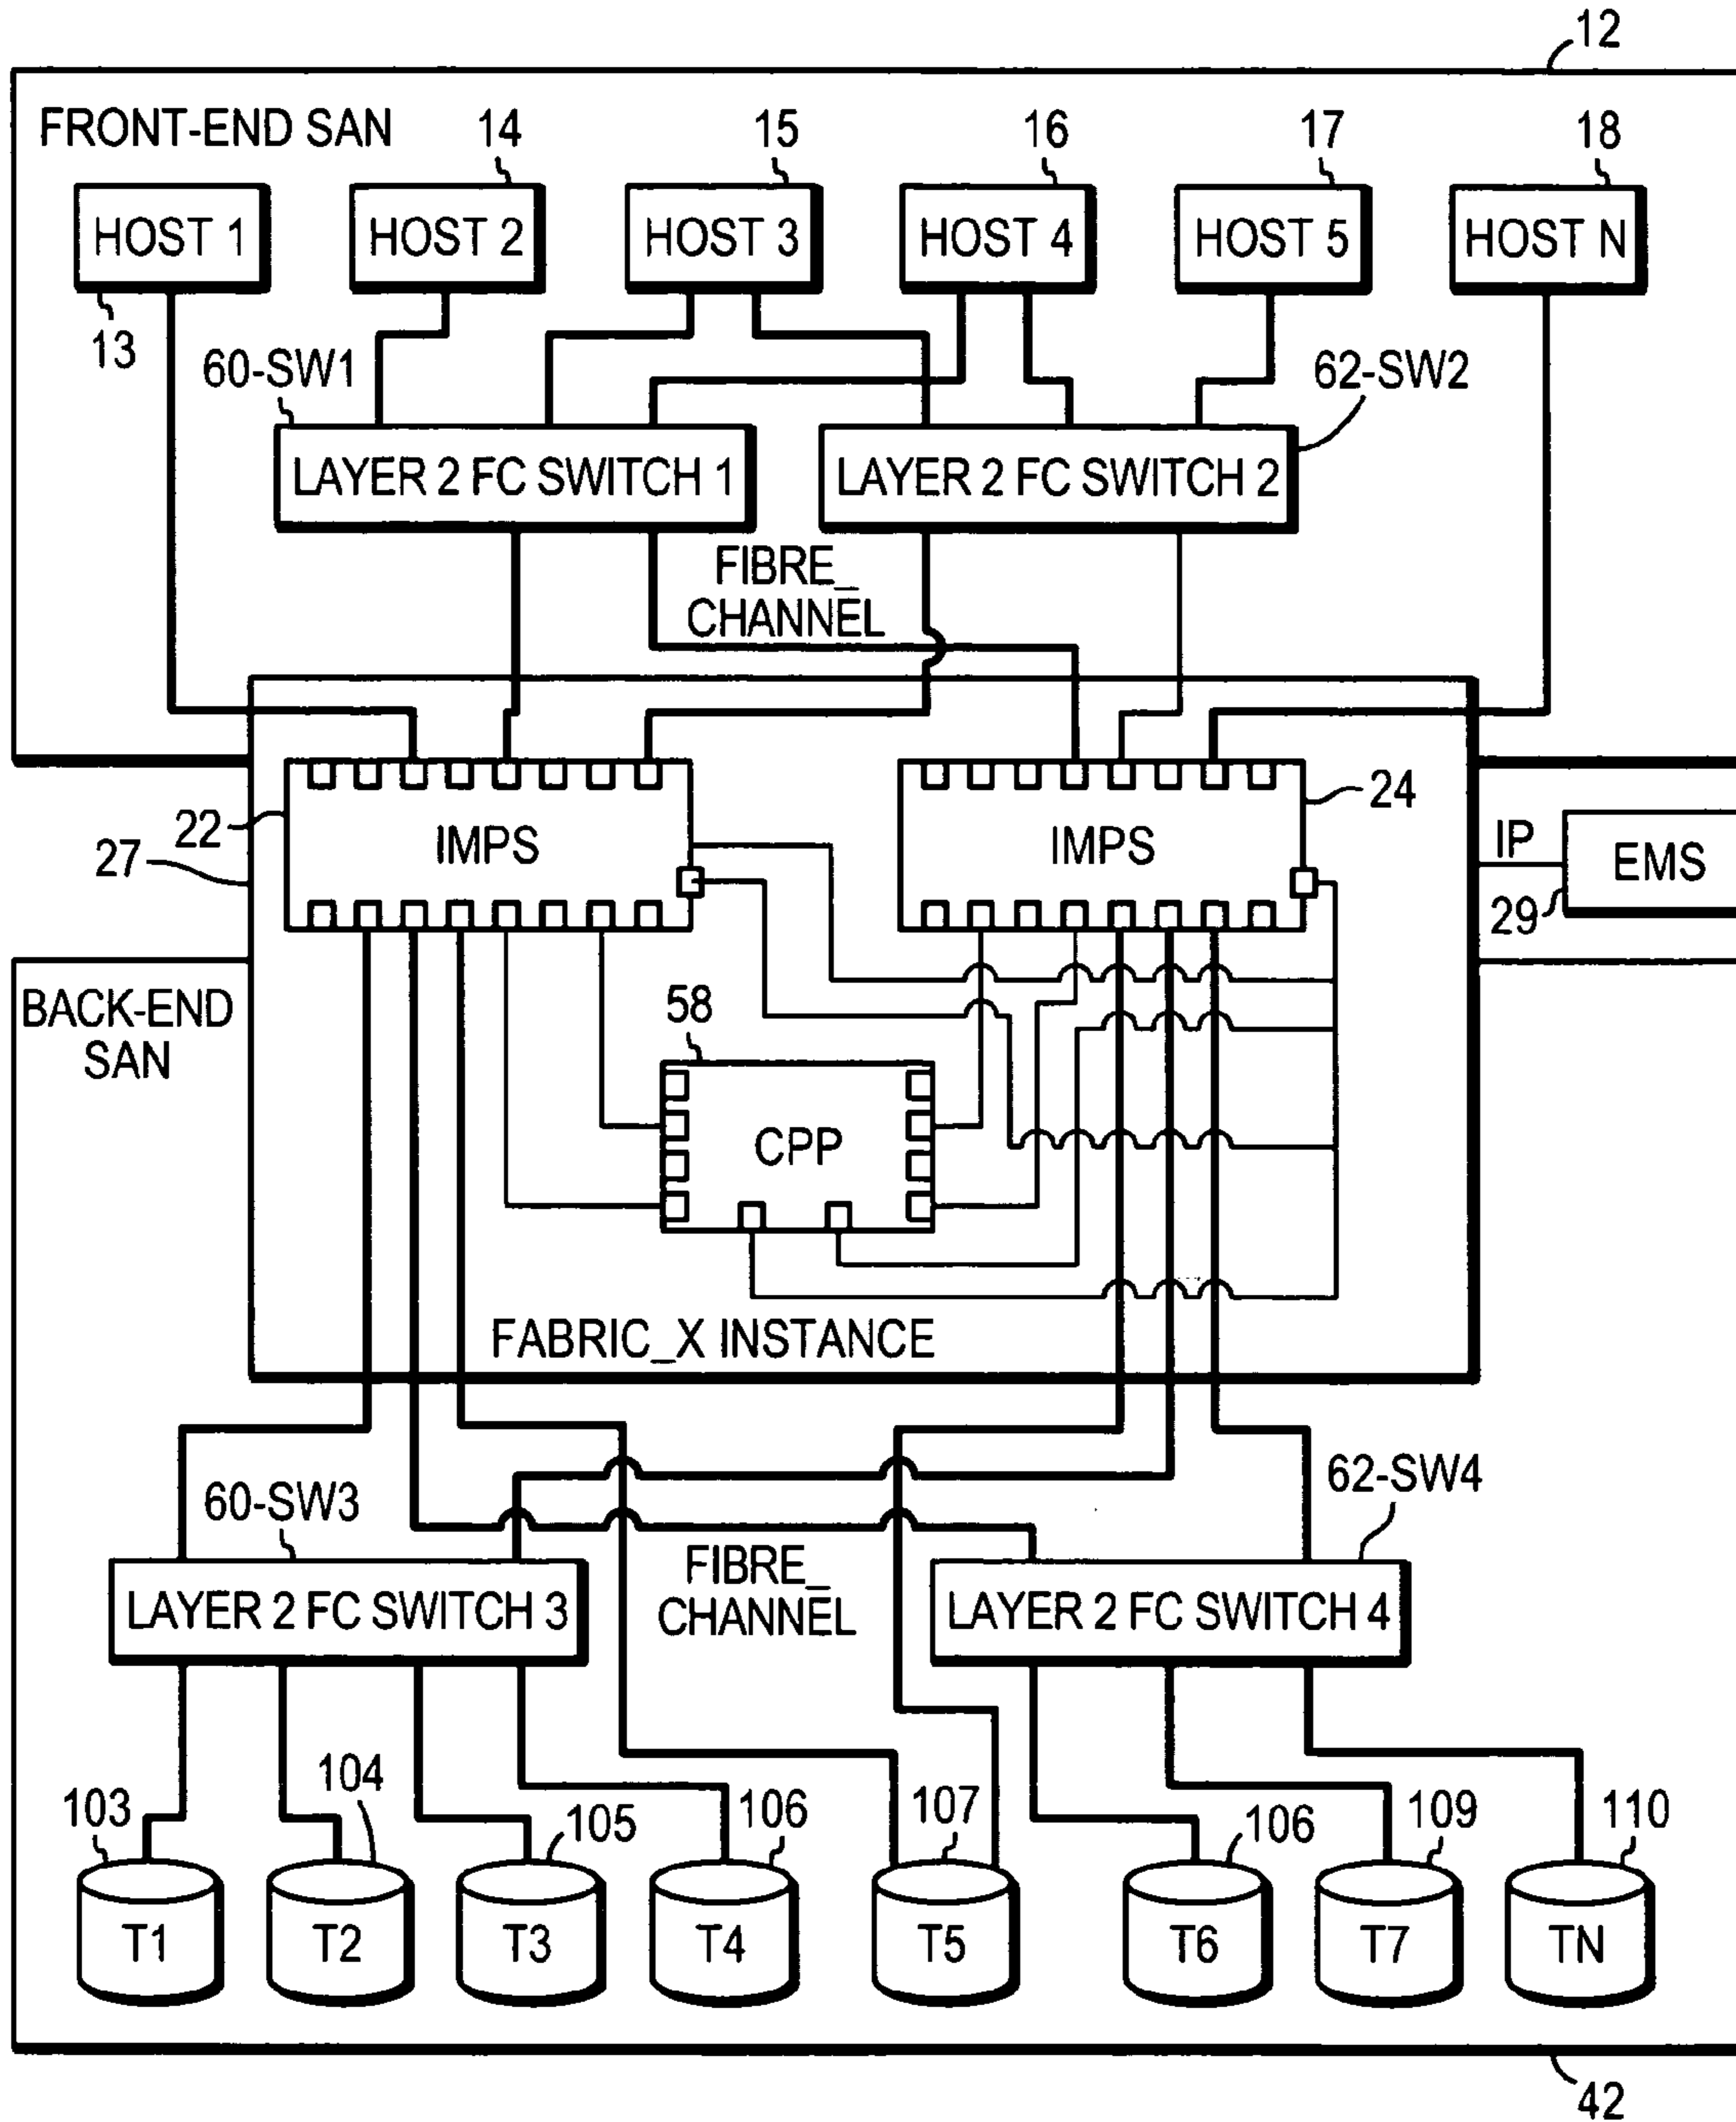 12
FRONT-END SAN
14
15
16
17
18
HOST 1
HOST 2
HOST 3
HOST 4
HOST 5
HOST N
13
60-SW1
62-SW2
LAYER 2 FC SWITCH 1
LAYER 2 FC SWITCH 2
FIBRE_
CHANNEL
22
IMPS
IMPS
24
27
IP
EMS
29
BACK-END
SAN
58
CPP
FABRIC_X INSTANCE
60-SW3
62-SW4
LAYER 2 FC SWITCH 3
FIBRE_
CHANNEL
LAYER 2 FC SWITCH 4
103
104
105
106
107
106
109
110
T1
T2
T3
T4
T5
T6
T7
TN
42